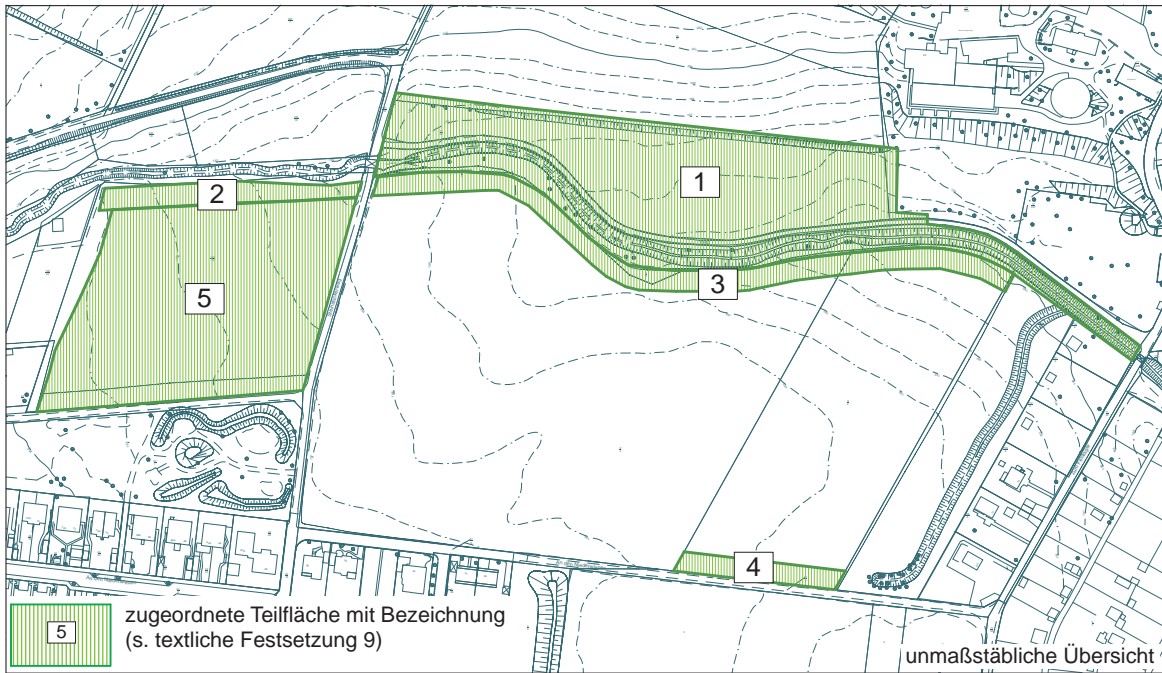 1
2
3
5
4
5
zugeordnete Teilfläche mit Bezeichnung
(s. textliche Festsetzung 9)
unmaßstäbliche Übersicht